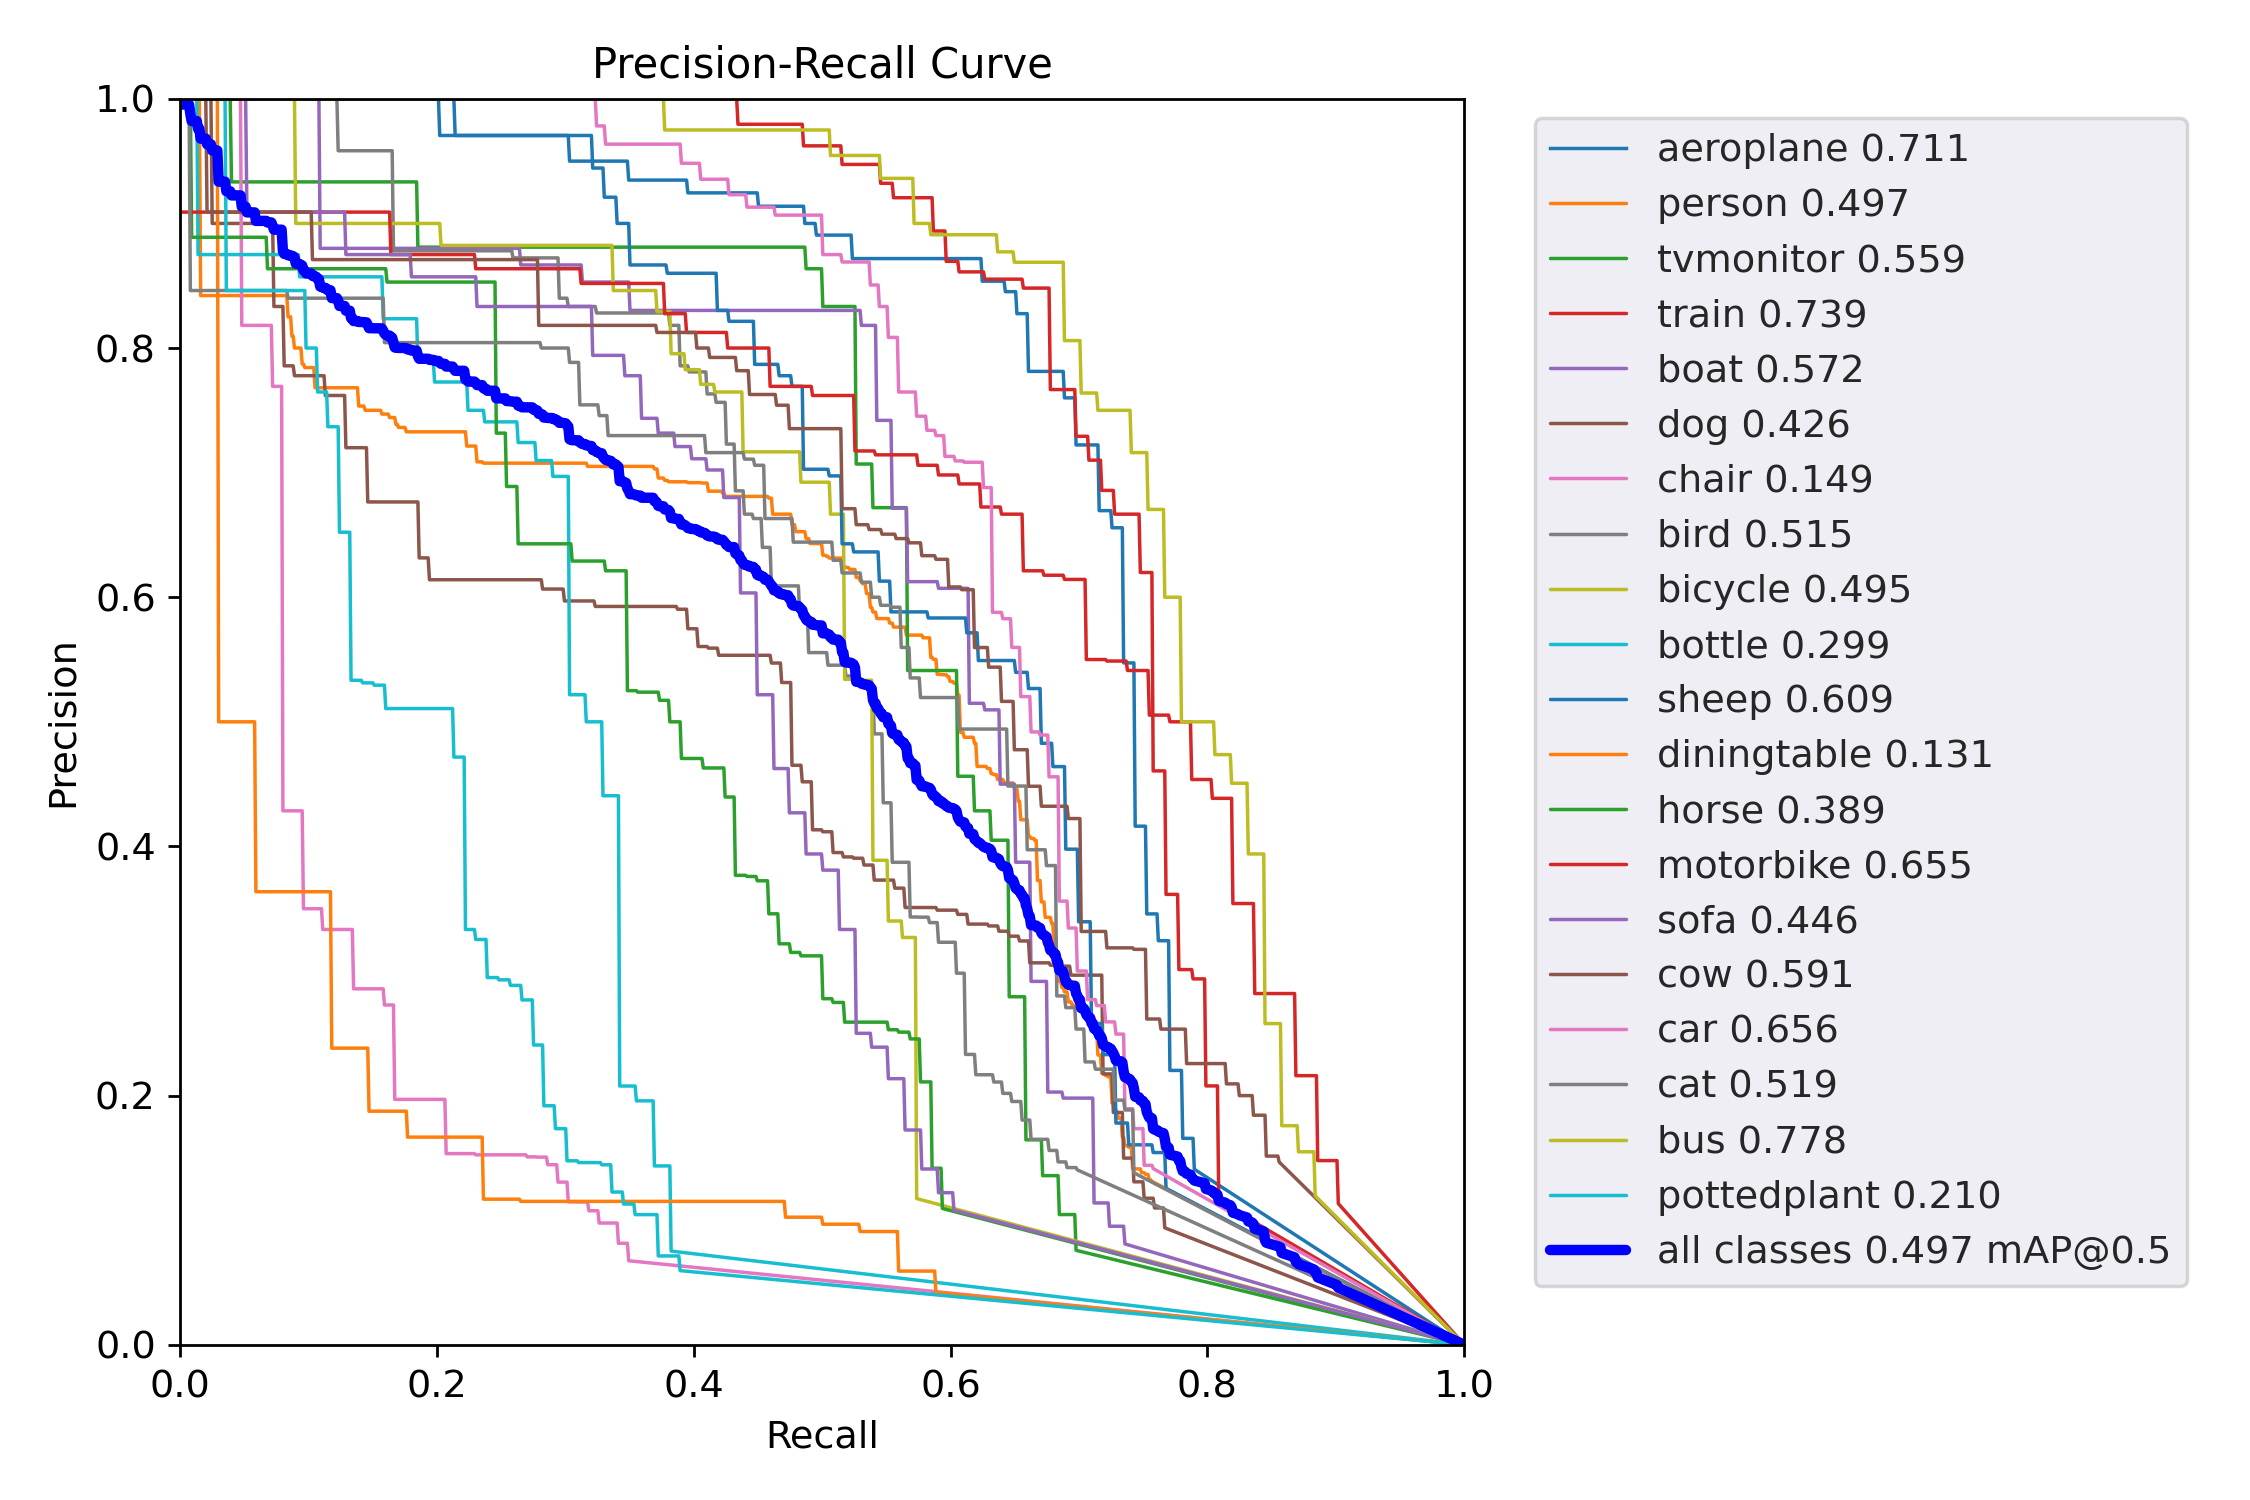 Precision-Recall Curve
1.0
0.8
0.6
0.4
0.2
0.0
Precision
0.0 0.2 0.4 0.6 0.8 1.0
Recall
aeroplane 0.711
person 0.497
tvmonitor 0.559
train 0.739
boat 0.572
dog 0.426
chair 0.149
bird 0.515
bicycle 0.495
bottle 0.299
sheep 0.609
diningtable 0.131
horse 0.389
motorbike 0.655
sofa 0.446
cow 0.591
car 0.656
cat 0.519
bus 0.778
pottedplant 0.210
all classes 0.497 mAP@0.5